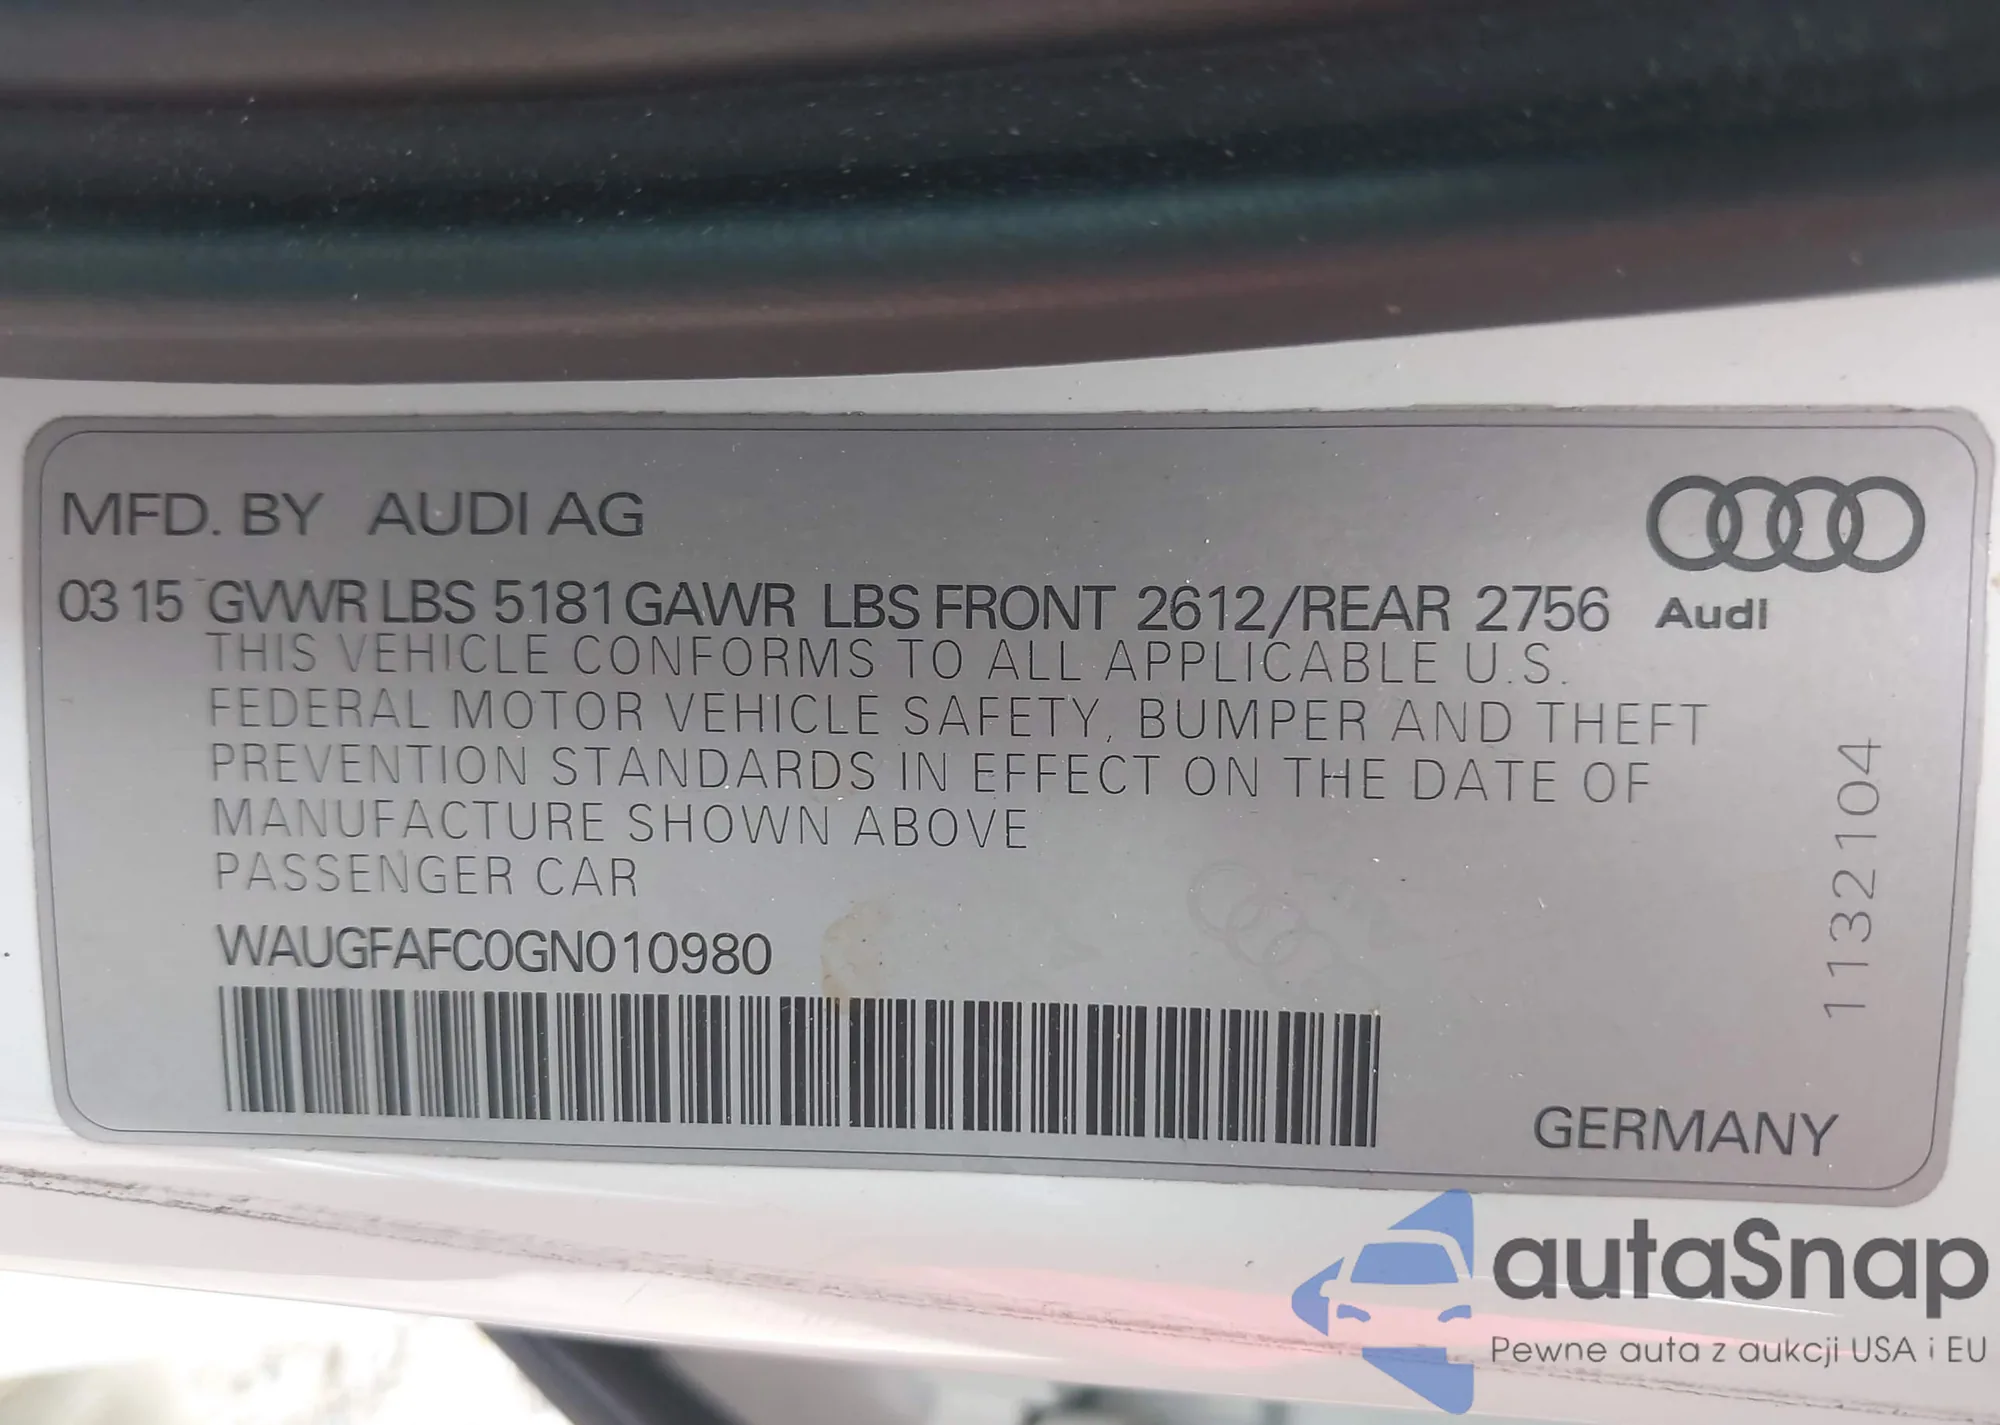 MFD. BY AUDI AG
03 15 GVWR LBS 5181 GAWR LBS FRONT 2612/REAR 2756
Audi
THIS VEHICLE CONFORMS TO ALL APPLICABLE U.S.
FEDERAL MOTOR VEHICLE SAFETY, BUMPER AND THEFT
PREVENTION STANDARDS IN EFFECT ON THE DATE OF
MANUFACTURE SHOWN ABOVE
PASSENGER CAR
WAUGFAFC0GN010980
1132104
GERMANY
autaSnap
Pewne auta z aukcji USA i EU